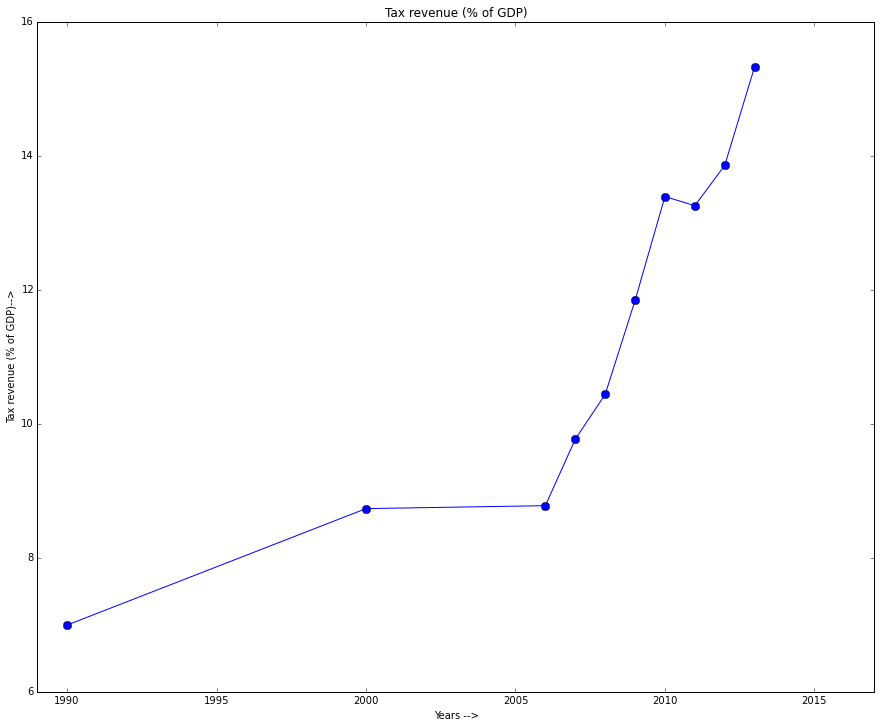 Tax revenue (% of GDP)
16
14
12
10
8
6
Tax revenue (% of GDP)-->
1990 1995 2000 2005 2010 2015
Years -->